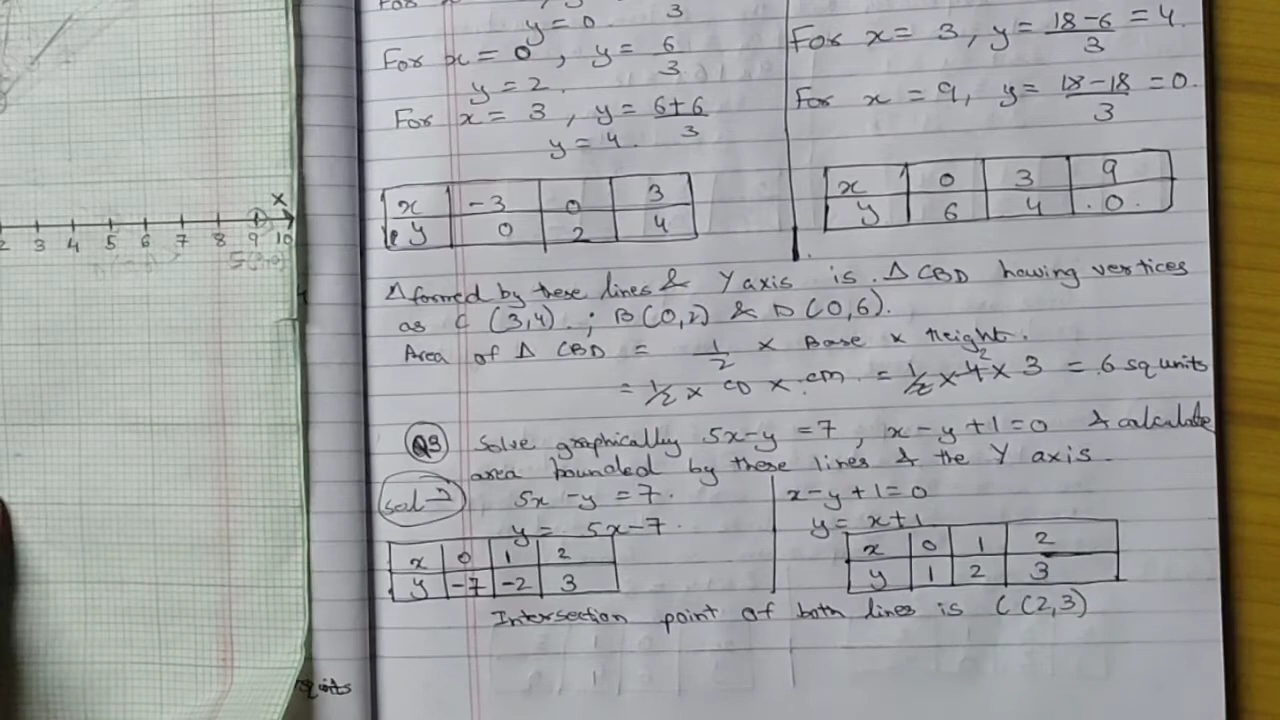 For
y = 0 3
For x = 0 , y = 6/3
y = 2.
For x = 3 , y = 6+6/3
y = 4.
x -3 0 3
y 0 2 4
For x = 3, y = 18-6/3 = 4.
For x = 9, y = 18-18/3 = 0.
x 0 3 9
y 6 4 0
Δ formed by these lines & Y axis is Δ CBD having vertices
as C (3,4) ; B(0,2) & D(0,6).
Area of Δ CBD = 1/2 × Base × Height.
= 1/2 × CD × CM = 1/2 × 4² × 3 = 6 sq units
Q3 Solve graphically 5x-y = 7 , x-y+1=0 & calculate
area bounded by these lines & the Y axis.
Sol → 5x - y = 7.
y = 5x-7.
x 0 1 2
y -7 -2 3
x-y+1=0
y = x+1
x 0 1 2
y 1 2 3
Intersection point of both lines is C(2,3)
X
2 3 4 5 6 7 8 9 10
units